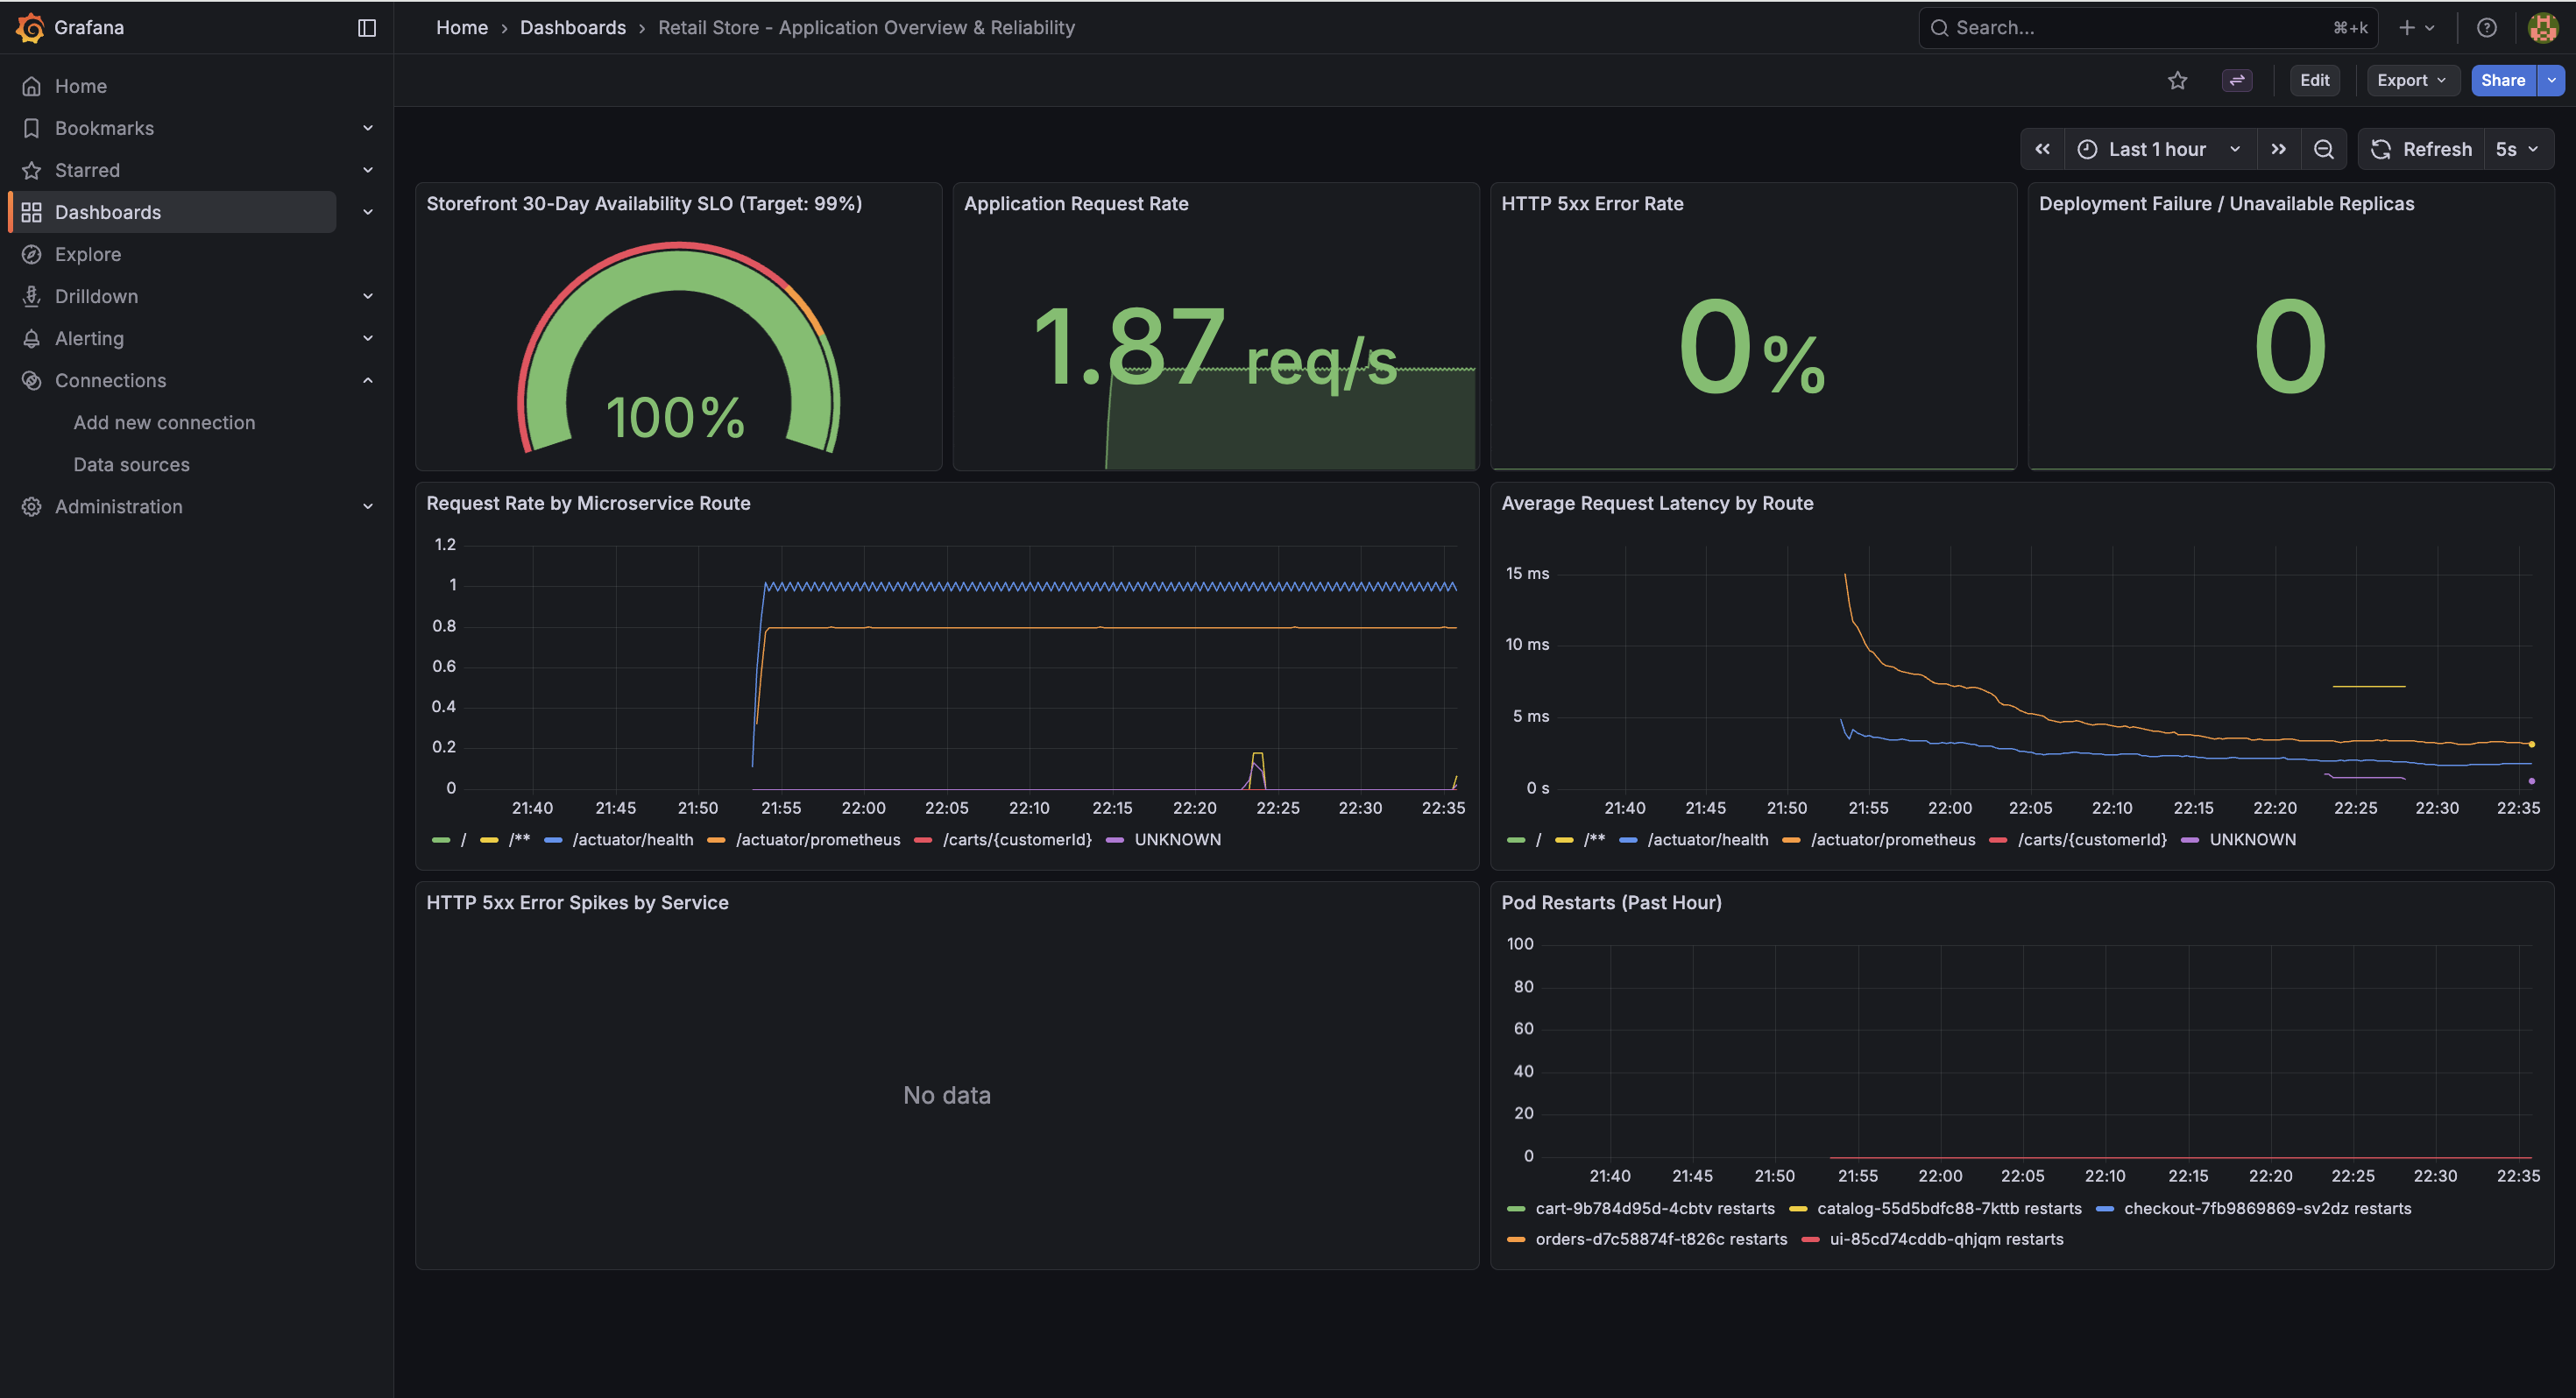 Grafana
Home › Dashboards › Retail Store - Application Overview & Reliability
Search... ⌘+k
Home
Bookmarks
Starred
Dashboards
Explore
Drilldown
Alerting
Connections
Add new connection
Data sources
Administration
Edit Export Share
Last 1 hour Refresh 5s
Storefront 30-Day Availability SLO (Target: 99%)
100%
Application Request Rate
1.87 req/s
HTTP 5xx Error Rate
0%
Deployment Failure / Unavailable Replicas
0
Request Rate by Microservice Route
1.2
1
0.8
0.6
0.4
0.2
0
21:40 21:45 21:50 21:55 22:00 22:05 22:10 22:15 22:20 22:25 22:30 22:35
/ /** /actuator/health /actuator/prometheus /carts/{customerId} UNKNOWN
Average Request Latency by Route
15 ms
10 ms
5 ms
0 s
21:40 21:45 21:50 21:55 22:00 22:05 22:10 22:15 22:20 22:25 22:30 22:35
/ /** /actuator/health /actuator/prometheus /carts/{customerId} UNKNOWN
HTTP 5xx Error Spikes by Service
No data
Pod Restarts (Past Hour)
100
80
60
40
20
0
21:40 21:45 21:50 21:55 22:00 22:05 22:10 22:15 22:20 22:25 22:30 22:35
cart-9b784d95d-4cbtv restarts catalog-55d5bdfc88-7kttb restarts checkout-7fb9869869-sv2dz restarts
orders-d7c58874f-t826c restarts ui-85cd74cddb-qhjqm restarts